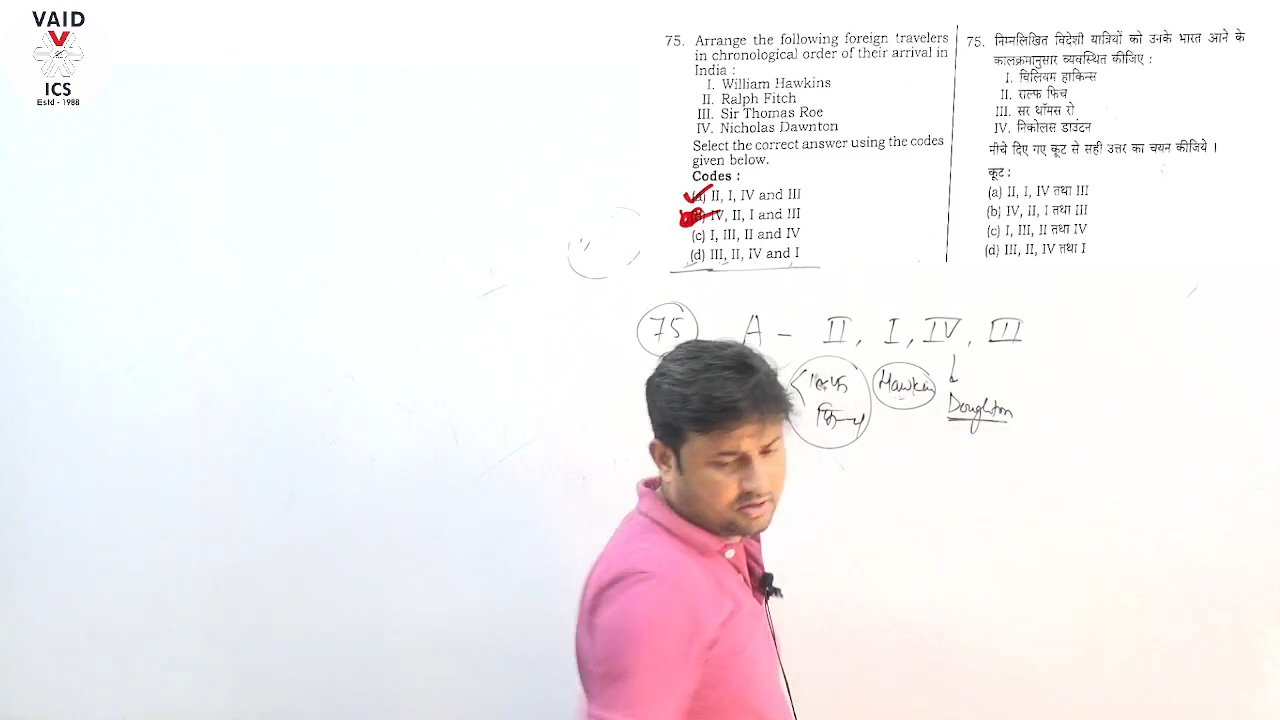 VAID
V
ICS
Estd - 1988
75. Arrange the following foreign travelers
in chronological order of their arrival in
India :
I. William Hawkins
II. Ralph Fitch
III. Sir Thomas Roe
IV. Nicholas Dawnton
Select the correct answer using the codes
given below.
Codes :
(a) II, I, IV and III
(b) IV, II, I and III
(c) I, III, II and IV
(d) III, II, IV and I
75. निम्नलिखित विदेशी यात्रियों को उनके भारत आने के
कालक्रमानुसार व्यवस्थित कीजिए :
I. विलियम हाकिन्स
II. राल्फ फिच
III. सर थॉमस रो
IV. निकोलस डाउंटन
नीचे दिए गए कूट से सही उत्तर का चयन कीजिये ।
कूट :
(a) II, I, IV तथा III
(b) IV, II, I तथा III
(c) I, III, II तथा IV
(d) III, II, IV तथा I
75 A - II, I, IV, III
Hawkin
Doughton